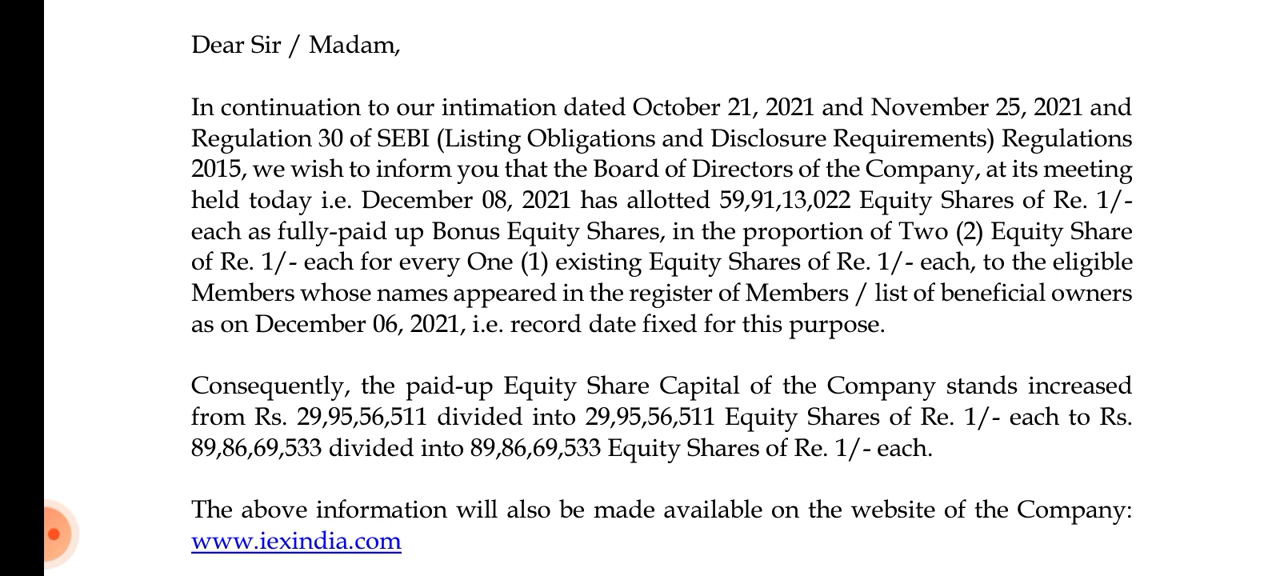 Dear Sir / Madam,
In continuation to our intimation dated October 21, 2021 and November 25, 2021 and
Regulation 30 of SEBI (Listing Obligations and Disclosure Requirements) Regulations
2015, we wish to inform you that the Board of Directors of the Company, at its meeting
held today i.e. December 08, 2021 has allotted 59,91,13,022 Equity Shares of Re. 1/-
each as fully-paid up Bonus Equity Shares, in the proportion of Two (2) Equity Share
of Re. 1/- each for every One (1) existing Equity Shares of Re. 1/- each, to the eligible
Members whose names appeared in the register of Members / list of beneficial owners
as on December 06, 2021, i.e. record date fixed for this purpose.
Consequently, the paid-up Equity Share Capital of the Company stands increased
from Rs. 29,95,56,511 divided into 29,95,56,511 Equity Shares of Re. 1/- each to Rs.
89,86,69,533 divided into 89,86,69,533 Equity Shares of Re. 1/- each.
The above information will also be made available on the website of the Company:
www.iexindia.com